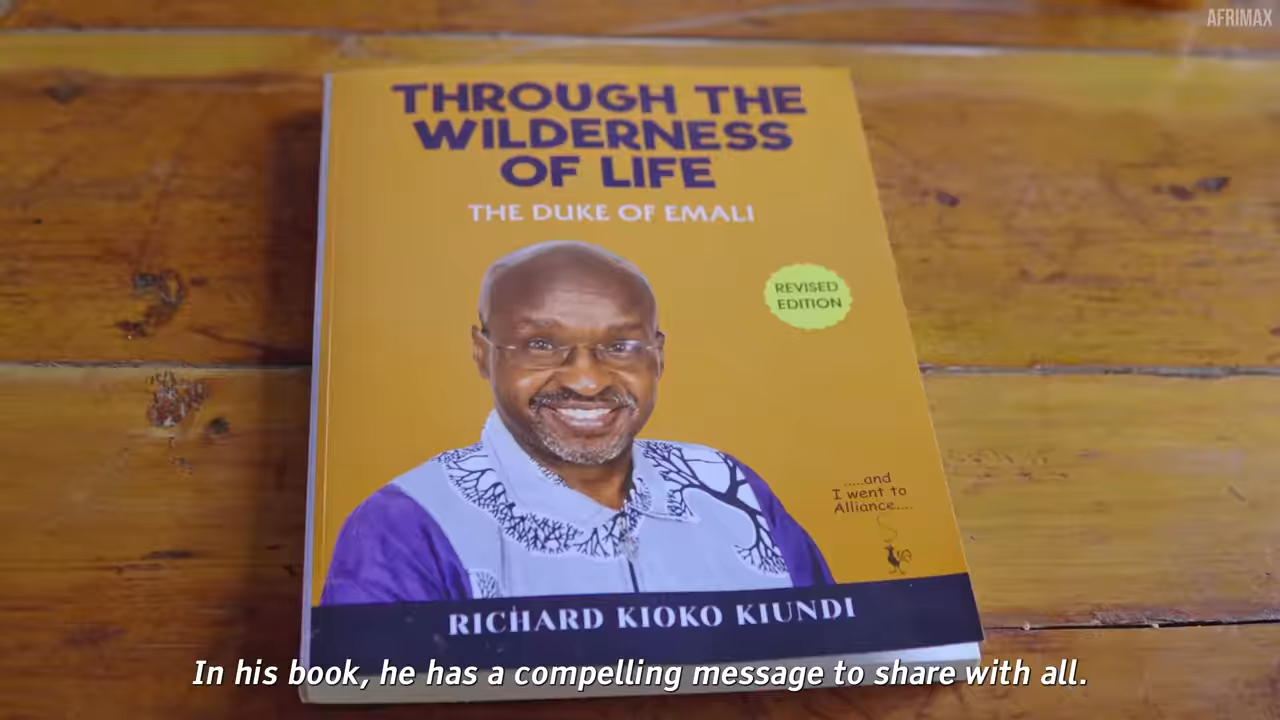 AFRIMAX
THROUGH THE
WILDERNESS
OF LIFE
THE DUKE OF EMALI
REVISED
EDITION
.....and
I went to
Alliance....
RICHARD KIOKO KIUNDI
In his book, he has a compelling message to share with all.